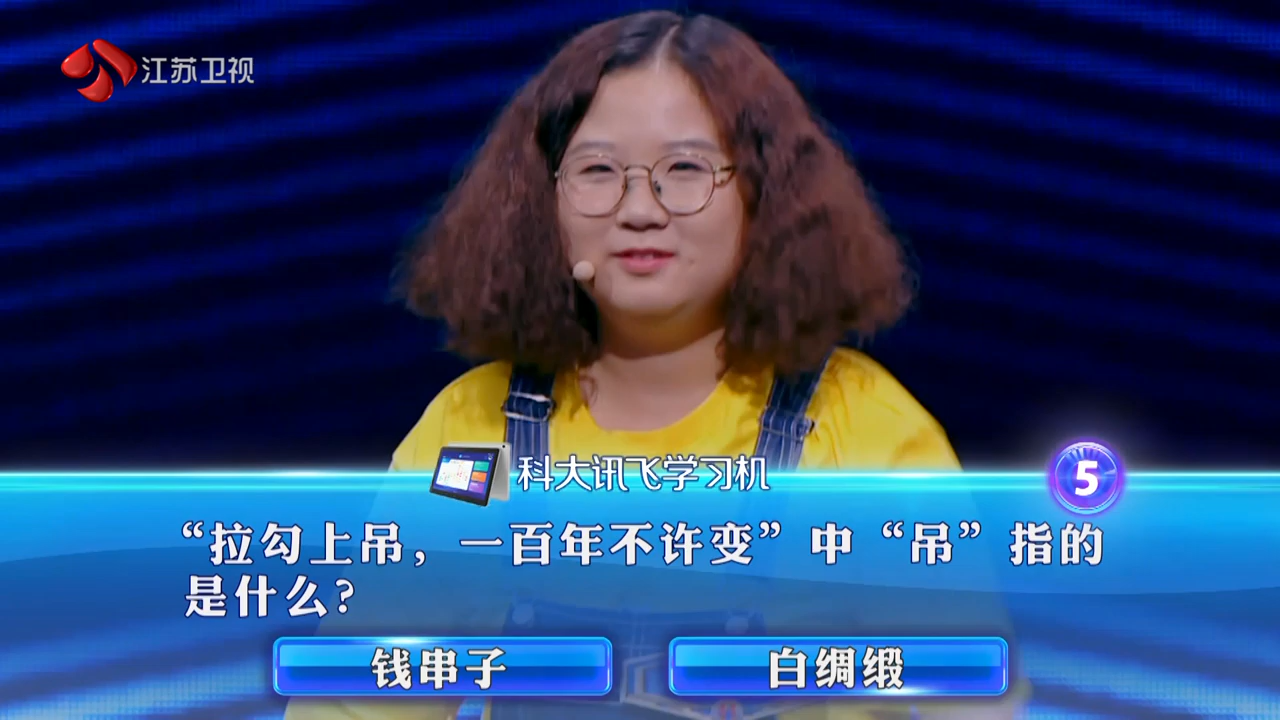 江苏卫视
科大讯飞学习机
5
“拉勾上吊，一百年不许变”中“吊”指的
是什么?
钱串子
白绸缎